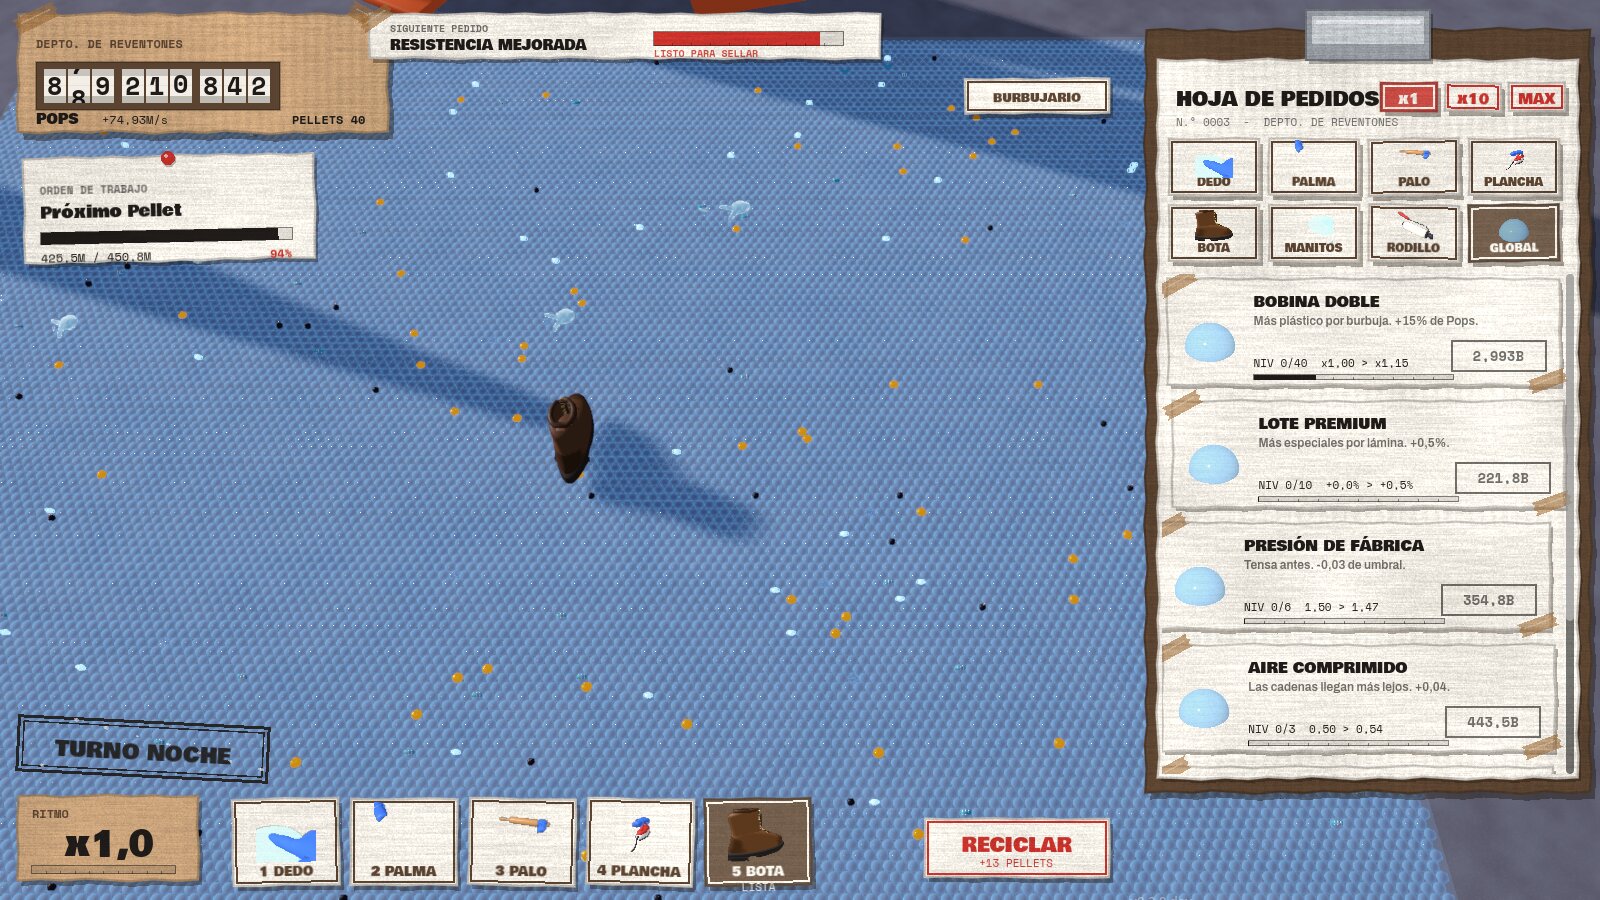 DEPTO. DE REVENTONES
9 210 842
POPS +74,93M/s PELLETS 40
SIGUIENTE PEDIDO
RESISTENCIA MEJORADA
LISTO PARA SELLAR
BURBUJARIO
ORDEN DE TRABAJO
Próximo Pellet
425.5M / 450.8M 94%
HOJA DE PEDIDOS x1 x10 MAX
N.º 0003 - DEPTO. DE REVENTONES
DEDO PALMA PALO PLANCHA
BOTA MANITOS RODILLO GLOBAL
BOBINA DOBLE
Más plástico por burbuja. +15% de Pops.
NIV 0/40 x1,00 > x1,15 2,993B
LOTE PREMIUM
Más especiales por lámina. +0,5%.
NIV 0/10 +0,0% > +0,5% 221,8B
PRESIÓN DE FÁBRICA
Tensa antes. -0,03 de umbral.
NIV 0/6 1,50 > 1,47 354,8B
AIRE COMPRIMIDO
Las cadenas llegan más lejos. +0,04.
NIV 0/3 0,50 > 0,54 443,5B
TURNO NOCHE
RITMO
x1,0
1 DEDO 2 PALMA 3 PALO 4 PLANCHA 5 BOTA
LISTA
RECICLAR
+13 PELLETS